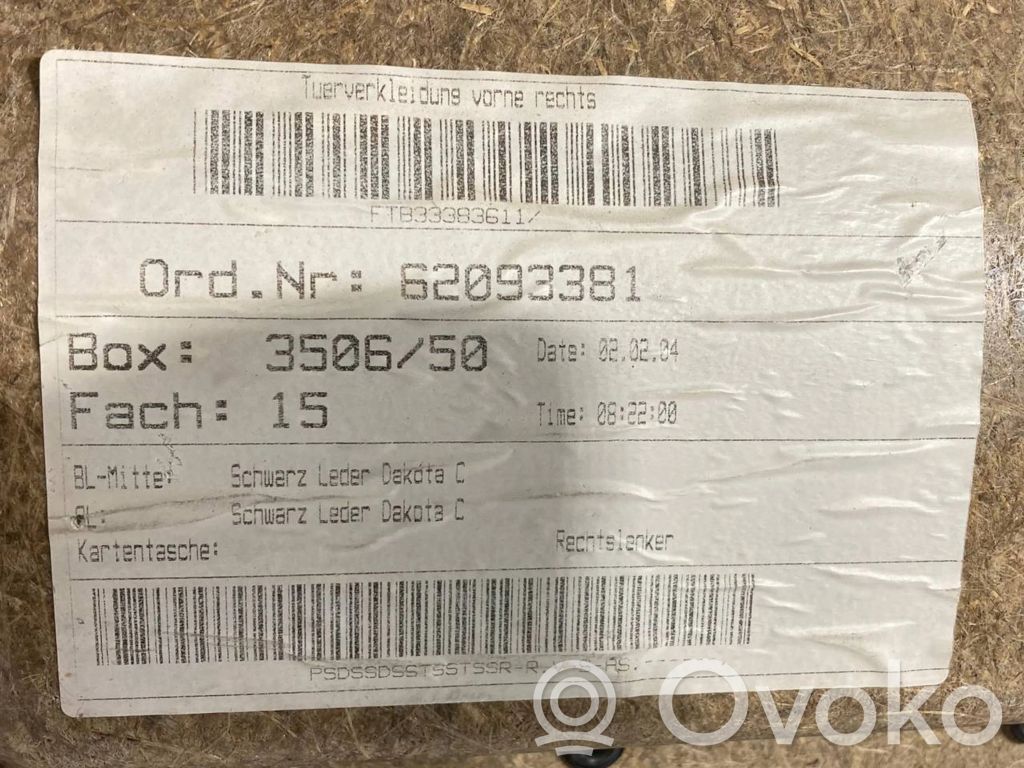 Tuerverkleidung vorne rechts
FTB33383611/
Ord.Nr: 62093381
Box: 3506/50 Date: 02.02.04
Fach: 15 Time: 08:22:00
BL-Mitte: Schwarz Leder Dakota C
AL: Schwarz Leder Dakota C
Kartentasche: Rechtslenker
Ovoko